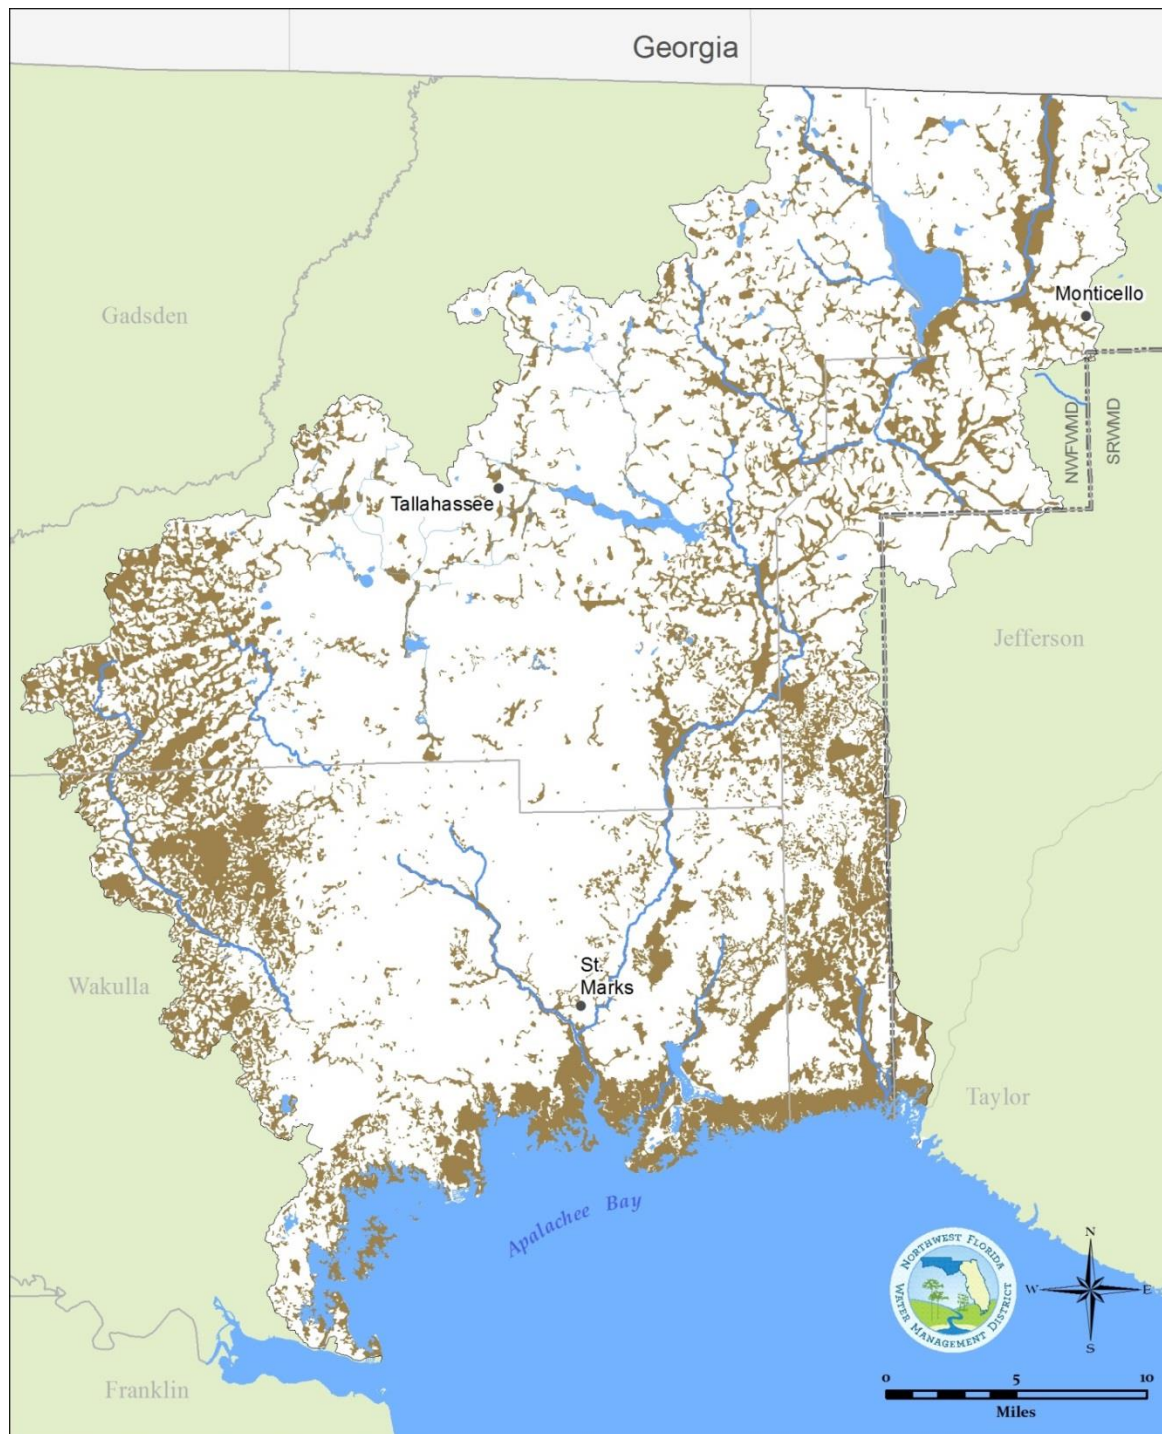 Georgia
Gadsden
Monticello
NWFWMD
SRWMD
Tallahassee
Jefferson
Wakulla
St.
Marks
Taylor
Apalachee Bay
Franklin
NORTHWEST FLORIDA
WATER MANAGEMENT DISTRICT
N
W
E
S
0 5 10
Miles